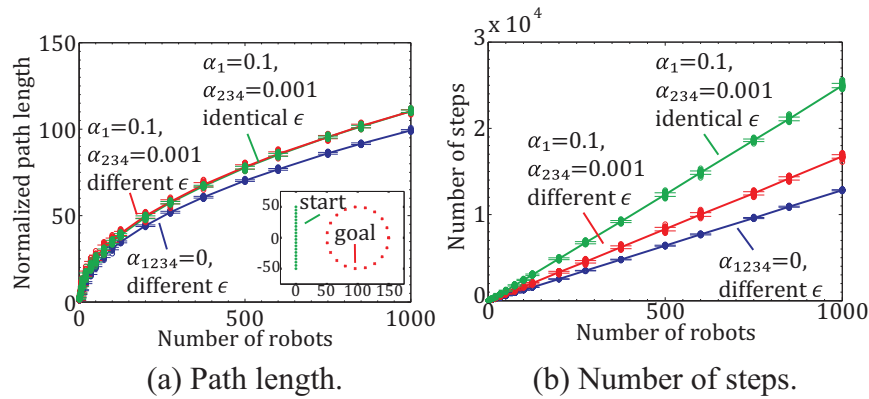 150
100
50
0
Normalized path length
α₁=0.1,
α₂₃₄=0.001
identical ϵ
α₁=0.1,
α₂₃₄=0.001
different ϵ
α₁₂₃₄=0,
different ϵ
start
goal
50
0
-50
0 50 100 150
0 500 1000
Number of robots
(a) Path length.
x 10⁴
3
2
1
0
Number of steps
α₁=0.1,
α₂₃₄=0.001
identical ϵ
α₁=0.1,
α₂₃₄=0.001
different ϵ
α₁₂₃₄=0,
different ϵ
0 500 1000
Number of robots
(b) Number of steps.